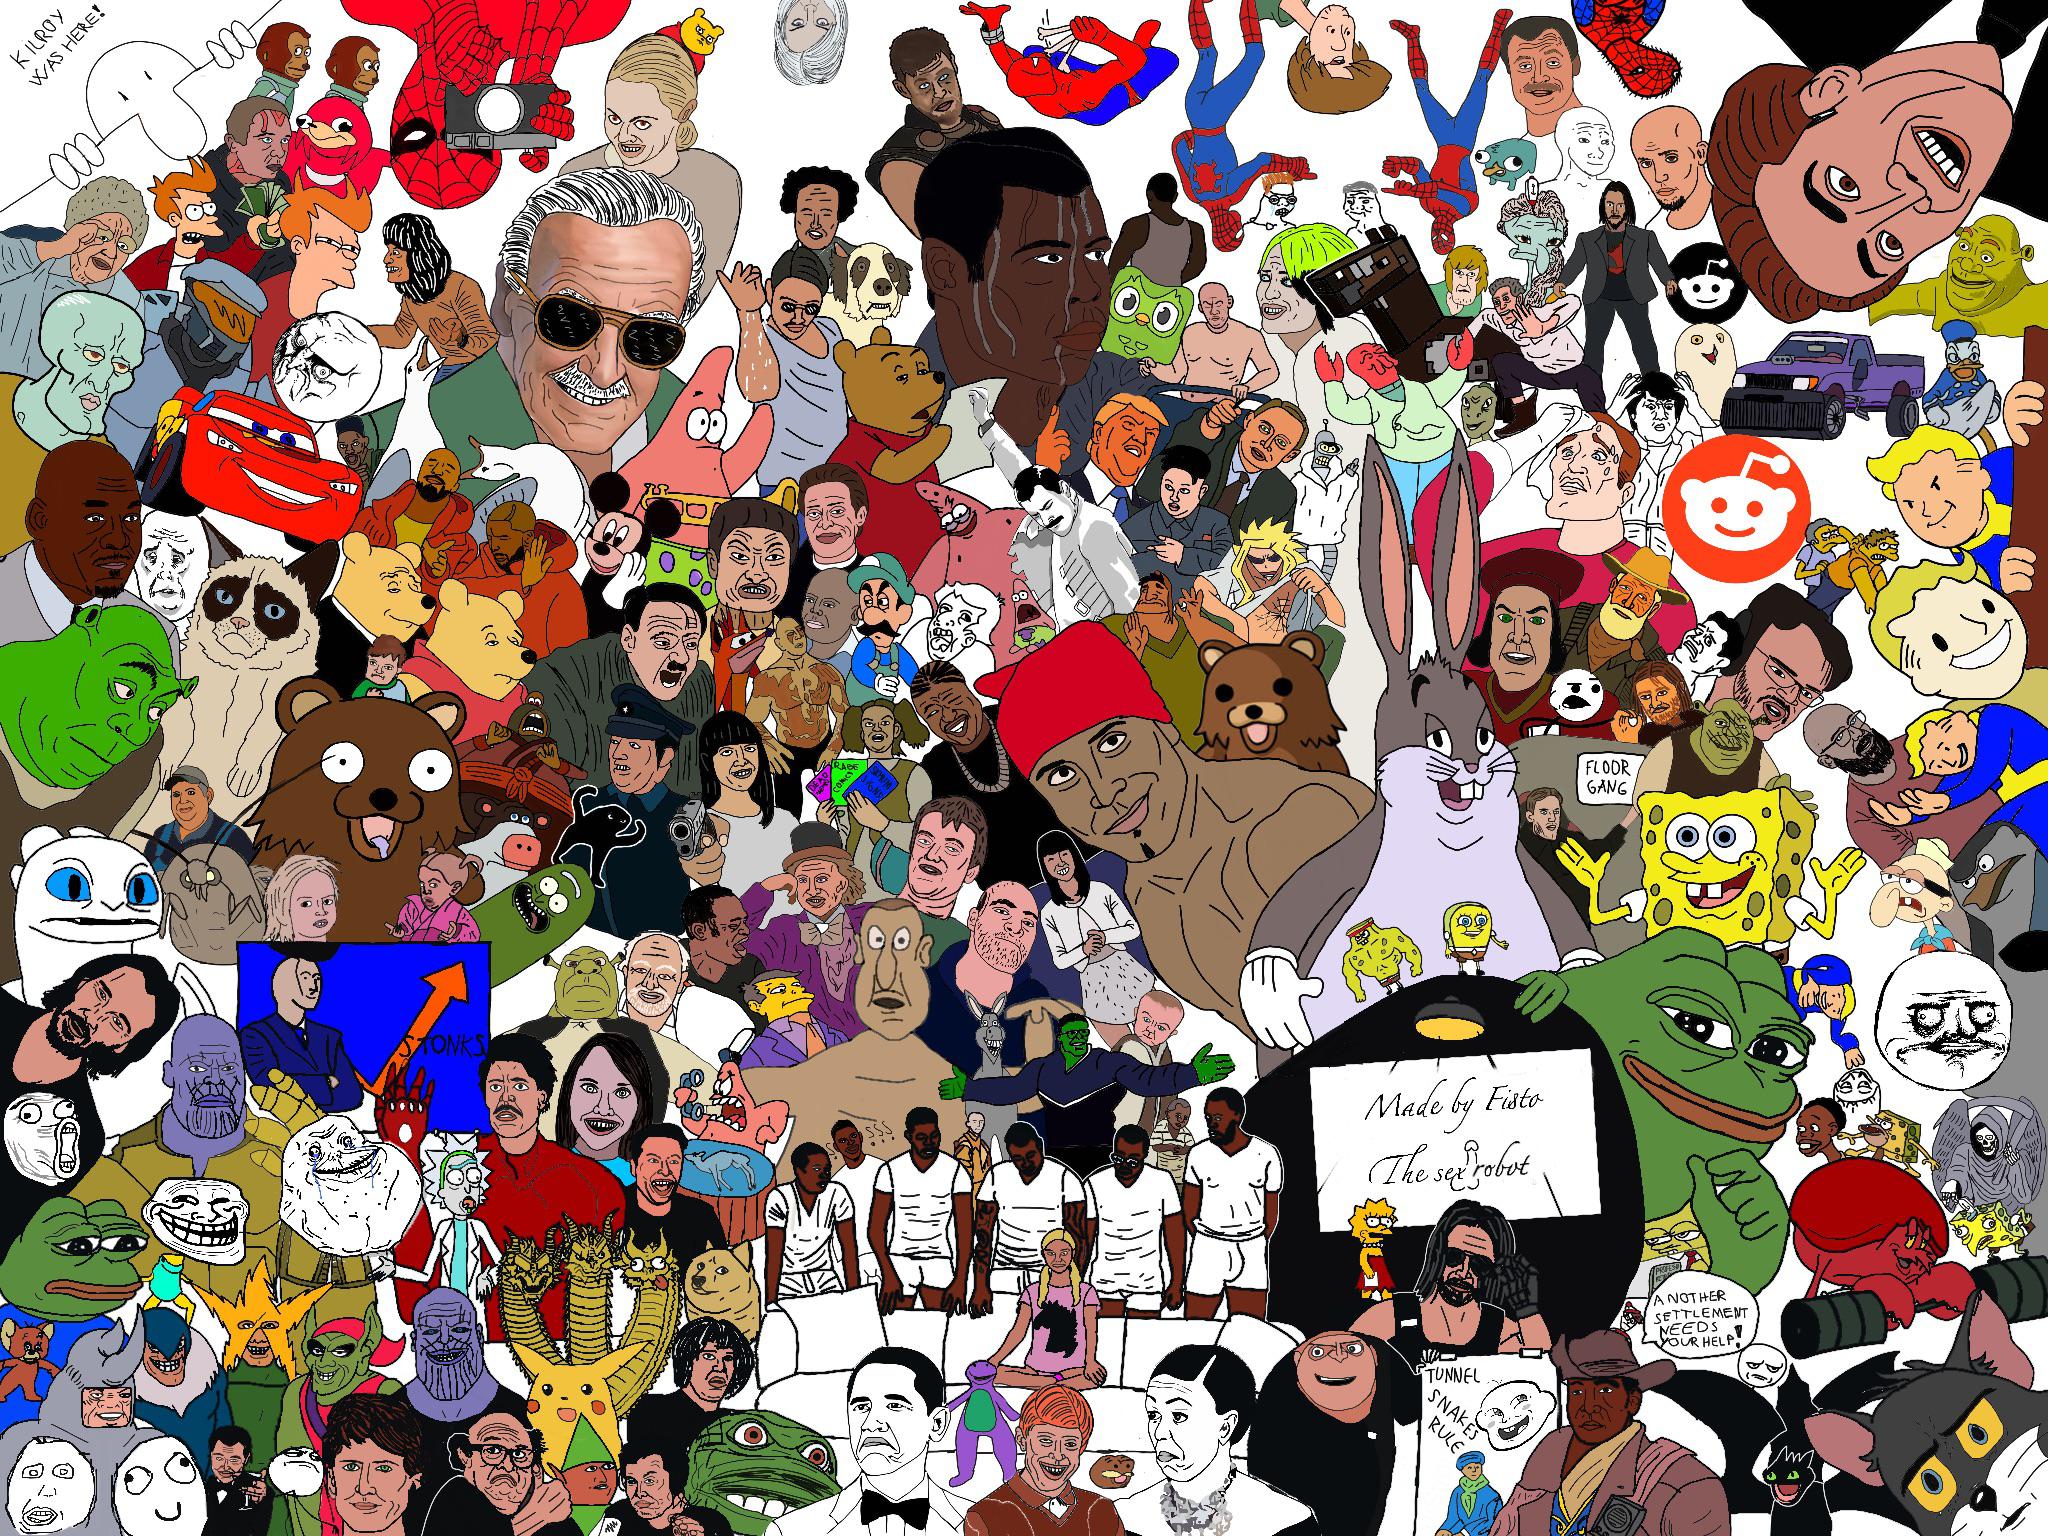 KILROY
WAS HERE!
FLOOR
GANG
RARE
STONKS
SSS
Made by Fisto
The sex robot
A NOTHER
SETTLEMENT
NEEDS
YOUR HELP!
TUNNEL
SNAKES
RULE